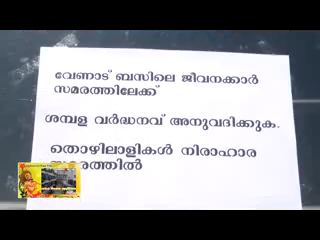 വേണാട് ബസിലെ ജീവനക്കാർ
സമരത്തിലേക്ക്
ശമ്പള വർദ്ധനവ് അനുവദിക്കുക.
തൊഴിലാളികൾ നിരാഹാര
സമരത്തിൽ